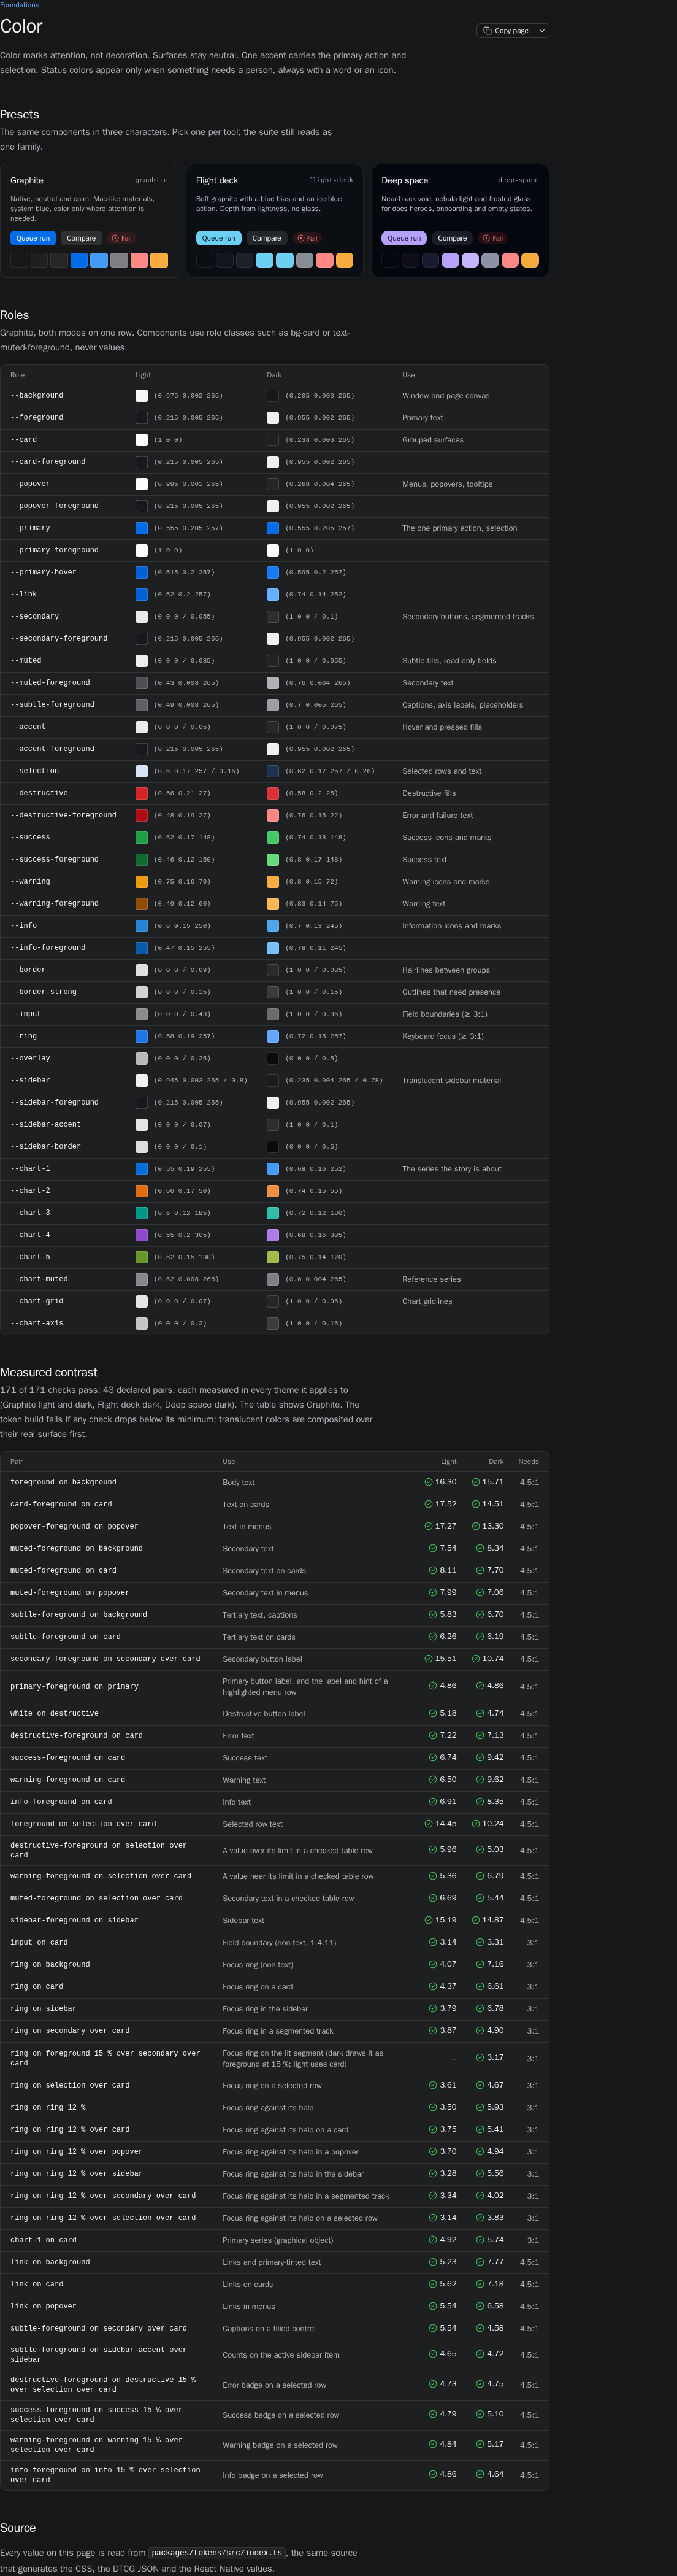 Foundations
Color
Copy page
Color marks attention, not decoration. Surfaces stay neutral. One accent carries the primary action and
selection. Status colors appear only when something needs a person, always with a word or an icon.
Presets
The same components in three characters. Pick one per tool; the suite still reads as
one family.
Graphite graphite
Native, neutral and calm. Mac-like materials,
system blue, color only where attention is
needed.
Queue run Compare Fail
Flight deck flight-deck
Soft graphite with a blue bias and an ice-blue
action. Depth from lightness, no glass.
Queue run Compare Fail
Deep space deep-space
Near-black void, nebula light and frosted glass
for docs heroes, onboarding and empty states.
Queue run Compare Fail
Roles
Graphite, both modes on one row. Components use role classes such as bg-card or text-
muted-foreground, never values.
Role Light Dark Use
--background (0.975 0.002 265) (0.205 0.003 265) Window and page canvas
--foreground (0.215 0.005 265) (0.955 0.002 265) Primary text
--card (1 0 0) (0.238 0.003 265) Grouped surfaces
--card-foreground (0.215 0.005 265) (0.955 0.002 265)
--popover (0.995 0.001 265) (0.268 0.004 265) Menus, popovers, tooltips
--popover-foreground (0.215 0.005 265) (0.955 0.002 265)
--primary (0.555 0.205 257) (0.555 0.205 257) The one primary action, selection
--primary-foreground (1 0 0) (1 0 0)
--primary-hover (0.515 0.2 257) (0.595 0.2 257)
--link (0.52 0.2 257) (0.74 0.14 252)
--secondary (0 0 0 / 0.055) (1 0 0 / 0.1) Secondary buttons, segmented tracks
--secondary-foreground (0.215 0.005 265) (0.955 0.002 265)
--muted (0 0 0 / 0.035) (1 0 0 / 0.055) Subtle fills, read-only fields
--muted-foreground (0.43 0.008 265) (0.76 0.004 265) Secondary text
--subtle-foreground (0.49 0.008 265) (0.7 0.005 265) Captions, axis labels, placeholders
--accent (0 0 0 / 0.05) (1 0 0 / 0.075) Hover and pressed fills
--accent-foreground (0.215 0.005 265) (0.955 0.002 265)
--selection (0.6 0.17 257 / 0.16) (0.62 0.17 257 / 0.26) Selected rows and text
--destructive (0.56 0.21 27) (0.58 0.2 25) Destructive fills
--destructive-foreground (0.48 0.19 27) (0.76 0.15 22) Error and failure text
--success (0.62 0.17 148) (0.74 0.18 148) Success icons and marks
--success-foreground (0.46 0.12 150) (0.8 0.17 148) Success text
--warning (0.75 0.16 70) (0.8 0.15 72) Warning icons and marks
--warning-foreground (0.49 0.12 60) (0.83 0.14 75) Warning text
--info (0.6 0.15 250) (0.7 0.13 245) Information icons and marks
--info-foreground (0.47 0.15 255) (0.78 0.11 245)
--border (0 0 0 / 0.09) (1 0 0 / 0.085) Hairlines between groups
--border-strong (0 0 0 / 0.15) (1 0 0 / 0.15) Outlines that need presence
--input (0 0 0 / 0.43) (1 0 0 / 0.36) Field boundaries (≥ 3:1)
--ring (0.58 0.19 257) (0.72 0.15 257) Keyboard focus (≥ 3:1)
--overlay (0 0 0 / 0.25) (0 0 0 / 0.5)
--sidebar (0.945 0.003 265 / 0.8) (0.235 0.004 265 / 0.78) Translucent sidebar material
--sidebar-foreground (0.215 0.005 265) (0.955 0.002 265)
--sidebar-accent (0 0 0 / 0.07) (1 0 0 / 0.1)
--sidebar-border (0 0 0 / 0.1) (0 0 0 / 0.5)
--chart-1 (0.55 0.19 255) (0.68 0.16 252) The series the story is about
--chart-2 (0.66 0.17 50) (0.74 0.15 55)
--chart-3 (0.6 0.12 185) (0.72 0.12 180)
--chart-4 (0.55 0.2 305) (0.68 0.16 305)
--chart-5 (0.62 0.15 130) (0.75 0.14 120)
--chart-muted (0.62 0.006 265) (0.6 0.004 265) Reference series
--chart-grid (0 0 0 / 0.07) (1 0 0 / 0.06) Chart gridlines
--chart-axis (0 0 0 / 0.2) (1 0 0 / 0.16)
Measured contrast
171 of 171 checks pass: 43 declared pairs, each measured in every theme it applies to
(Graphite light and dark, Flight deck dark, Deep space dark). The table shows Graphite. The
token build fails if any check drops below its minimum; translucent colors are composited over
their real surface first.
Pair Use Light Dark Needs
foreground on background Body text 16.30 15.71 4.5:1
card-foreground on card Text on cards 17.52 14.51 4.5:1
popover-foreground on popover Text in menus 17.27 13.30 4.5:1
muted-foreground on background Secondary text 7.54 8.34 4.5:1
muted-foreground on card Secondary text on cards 8.11 7.70 4.5:1
muted-foreground on popover Secondary text in menus 7.99 7.06 4.5:1
subtle-foreground on background Tertiary text, captions 5.83 6.70 4.5:1
subtle-foreground on card Tertiary text on cards 6.26 6.19 4.5:1
secondary-foreground on secondary over card Secondary button label 15.51 10.74 4.5:1
primary-foreground on primary Primary button label, and the label and hint of a
highlighted menu row 4.86 4.86 4.5:1
white on destructive Destructive button label 5.18 4.74 4.5:1
destructive-foreground on card Error text 7.22 7.13 4.5:1
success-foreground on card Success text 6.74 9.42 4.5:1
warning-foreground on card Warning text 6.50 9.62 4.5:1
info-foreground on card Info text 6.91 8.35 4.5:1
foreground on selection over card Selected row text 14.45 10.24 4.5:1
destructive-foreground on selection over
card A value over its limit in a checked table row 5.96 5.03 4.5:1
warning-foreground on selection over card A value near its limit in a checked table row 5.36 6.79 4.5:1
muted-foreground on selection over card Secondary text in a checked table row 6.69 5.44 4.5:1
sidebar-foreground on sidebar Sidebar text 15.19 14.87 4.5:1
input on card Field boundary (non-text, 1.4.11) 3.14 3.31 3:1
ring on background Focus ring (non-text) 4.07 7.16 3:1
ring on card Focus ring on a card 4.37 6.61 3:1
ring on sidebar Focus ring in the sidebar 3.79 6.78 3:1
ring on secondary over card Focus ring in a segmented track 3.87 4.90 3:1
ring on foreground 15 % over secondary over
card Focus ring on the lit segment (dark draws it as
foreground at 15 %; light uses card) – 3.17 3:1
ring on selection over card Focus ring on a selected row 3.61 4.67 3:1
ring on ring 12 % Focus ring against its halo 3.50 5.93 3:1
ring on ring 12 % over card Focus ring against its halo on a card 3.75 5.41 3:1
ring on ring 12 % over popover Focus ring against its halo in a popover 3.70 4.94 3:1
ring on ring 12 % over sidebar Focus ring against its halo in the sidebar 3.28 5.56 3:1
ring on ring 12 % over secondary over card Focus ring against its halo in a segmented track 3.34 4.02 3:1
ring on ring 12 % over selection over card Focus ring against its halo on a selected row 3.14 3.83 3:1
chart-1 on card Primary series (graphical object) 4.92 5.74 3:1
link on background Links and primary-tinted text 5.23 7.77 4.5:1
link on card Links on cards 5.62 7.18 4.5:1
link on popover Links in menus 5.54 6.58 4.5:1
subtle-foreground on secondary over card Captions on a filled control 5.54 4.58 4.5:1
subtle-foreground on sidebar-accent over
sidebar Counts on the active sidebar item 4.65 4.72 4.5:1
destructive-foreground on destructive 15 %
over selection over card Error badge on a selected row 4.73 4.75 4.5:1
success-foreground on success 15 % over
selection over card Success badge on a selected row 4.79 5.10 4.5:1
warning-foreground on warning 15 % over
selection over card Warning badge on a selected row 4.84 5.17 4.5:1
info-foreground on info 15 % over selection
over card Info badge on a selected row 4.86 4.64 4.5:1
Source
Every value on this page is read from packages/tokens/src/index.ts, the same source
that generates the CSS, the DTCG JSON and the React Native values.